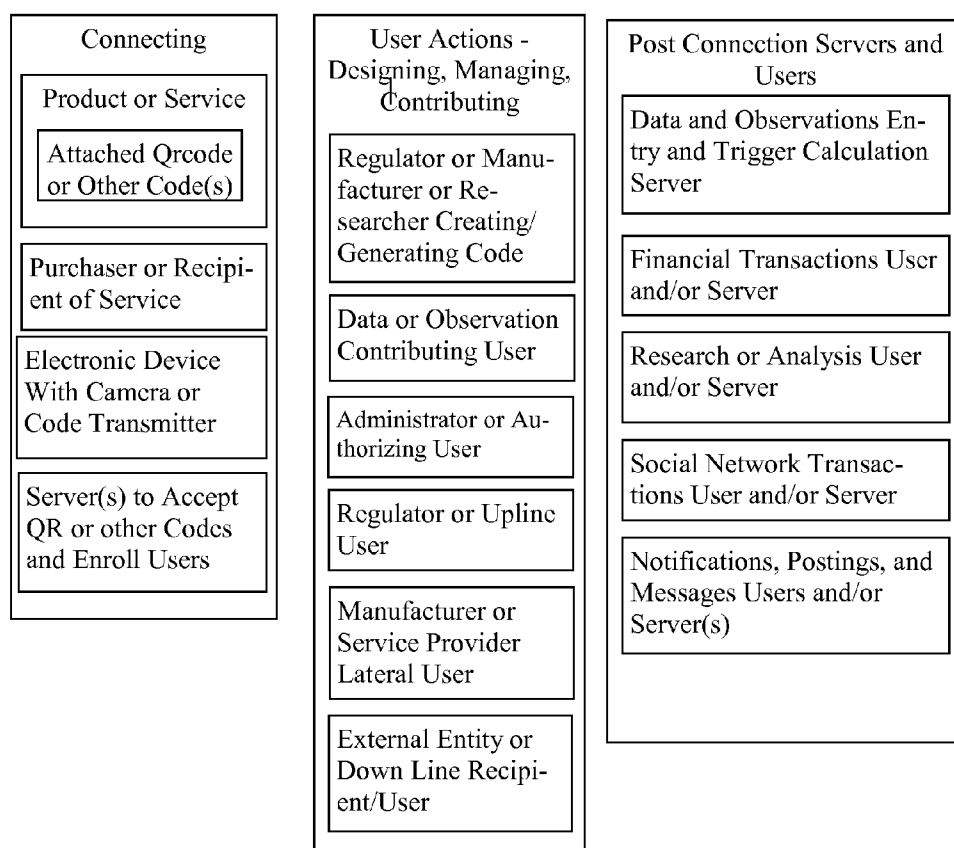 Connecting
Product or Service
Attached Qrcode
or Other Code(s)
Purchaser or Recipi-
ent of Service
Electronic Device
With Camera or
Code Transmitter
Server(s) to Accept
QR or other Codes
and Enroll Users
User Actions -
Designing, Managing,
Contributing
Regulator or Manu-
facturer or Re-
searcher Creating/
Generating Code
Data or Observation
Contributing User
Administrator or Au-
thorizing User
Regulator or Upline
User
Manufacturer or
Service Provider
Lateral User
External Entity or
Down Line Recipi-
ent/User
Post Connection Servers and
Users
Data and Observations En-
try and Trigger Calculation
Server
Financial Transactions User
and/or Server
Research or Analysis User
and/or Server
Social Network Transac-
tions User and/or Server
Notifications, Postings, and
Messages Users and/or
Server(s)